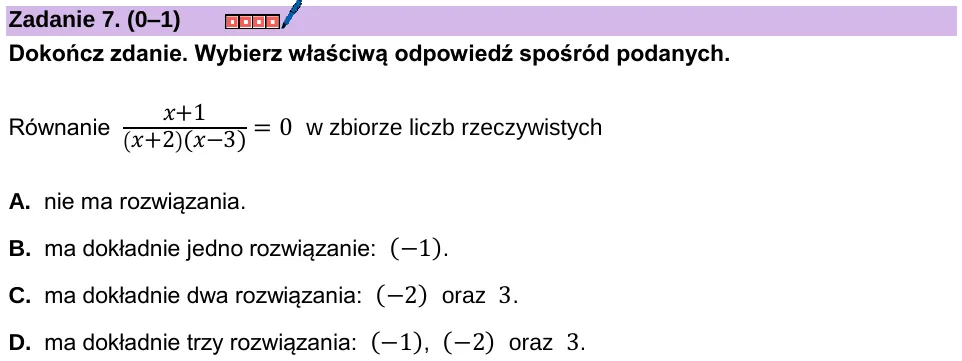 Zadanie 7. (0–1)
Dokończ zdanie. Wybierz właściwą odpowiedź spośród podanych.
Równanie \frac{x+1}{(x+2)(x−3)} = 0 w zbiorze liczb rzeczywistych
A. nie ma rozwiązania.
B. ma dokładnie jedno rozwiązanie: (−1).
C. ma dokładnie dwa rozwiązania: (−2) oraz 3.
D. ma dokładnie trzy rozwiązania: (−1), (−2) oraz 3.